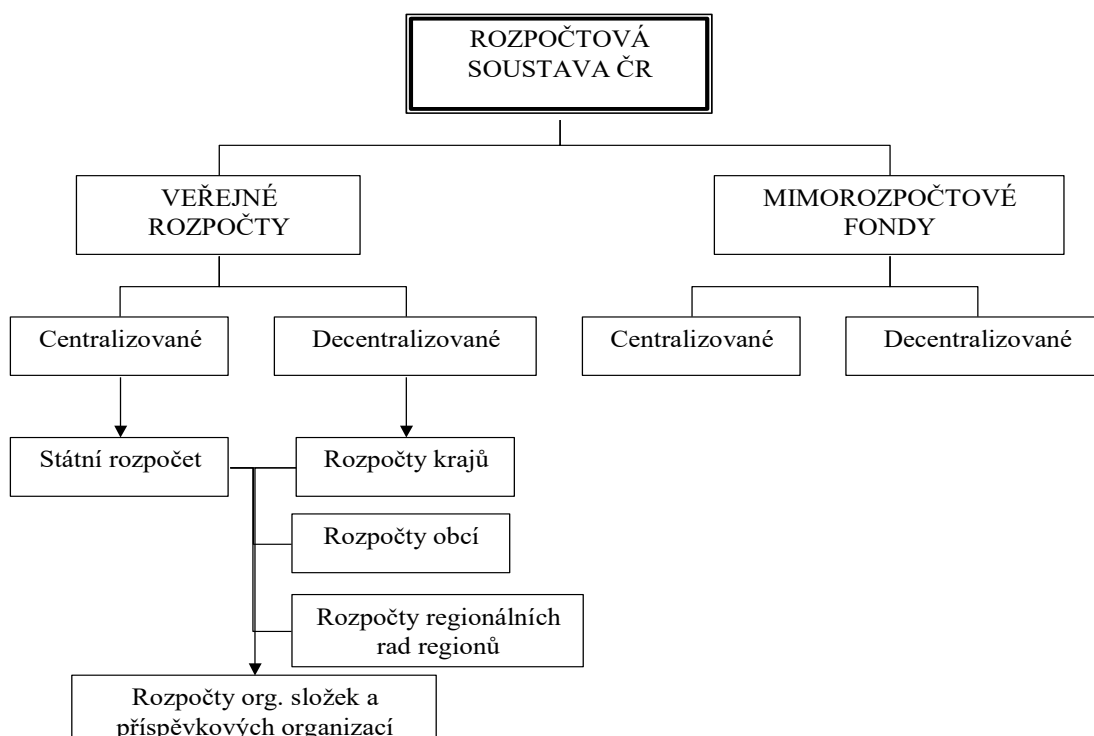 ROZPOČTOVÁ
SOUSTAVA ČR
VEŘEJNÉ
ROZPOČTY
MIMOROZPOČTOVÉ
FONDY
Centralizované
Decentralizované
Centralizované
Decentralizované
Státní rozpočet
Rozpočty krajů
Rozpočty obcí
Rozpočty regionálních
rad regionů
Rozpočty org. složek a
příspěvkových organizací